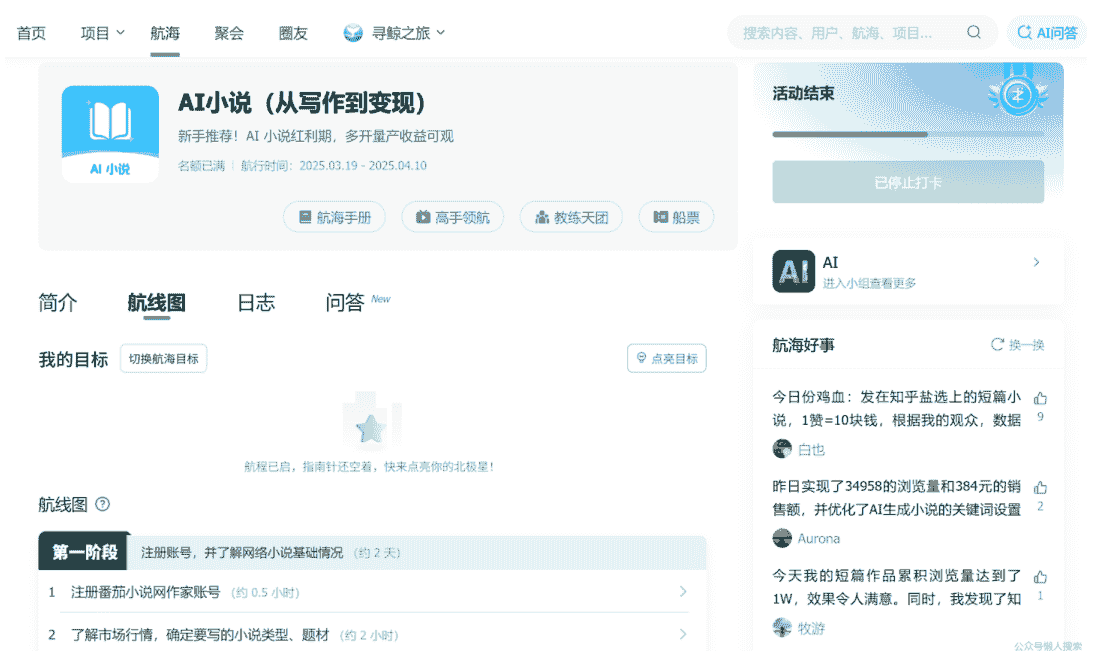 首页 项目 航海 聚会 圈友 寻鲸之旅 搜索内容、用户、航海、项目... AI问答
AI 小说
AI小说（从写作到变现）
新手推荐！AI 小说红利期，多开量产收益可观
名额已满 | 航行时间：2025.03.19 - 2025.04.10
航海手册 高手领航 教练天团 船票
简介 航线图 日志 问答 New
我的目标 切换航海目标 点亮目标
航程已启，指南针还空着，快来点亮你的北极星！
航线图 ?
第一阶段 注册账号，并了解网络小说基础情况 （约 2 天）
1 注册番茄小说网作家账号 （约 0.5 小时）
2 了解市场行情，确定要写的小说类型、题材 （约 2 小时）
活动结束
已停止打卡
AI
AI
进入小组查看更多
航海好事 换一换
今日份鸡血：发在知乎盐选上的短篇小
说，1赞=10块钱，根据我的观众，数据
9
白也
昨日实现了34958的浏览量和384元的销
售额，并优化了AI生成小说的关键词设置
2
Aurona
今天我的短篇作品累积浏览量达到了
1W，效果令人满意。同时，我发现了知
1
牧游
公众号懒人搜索